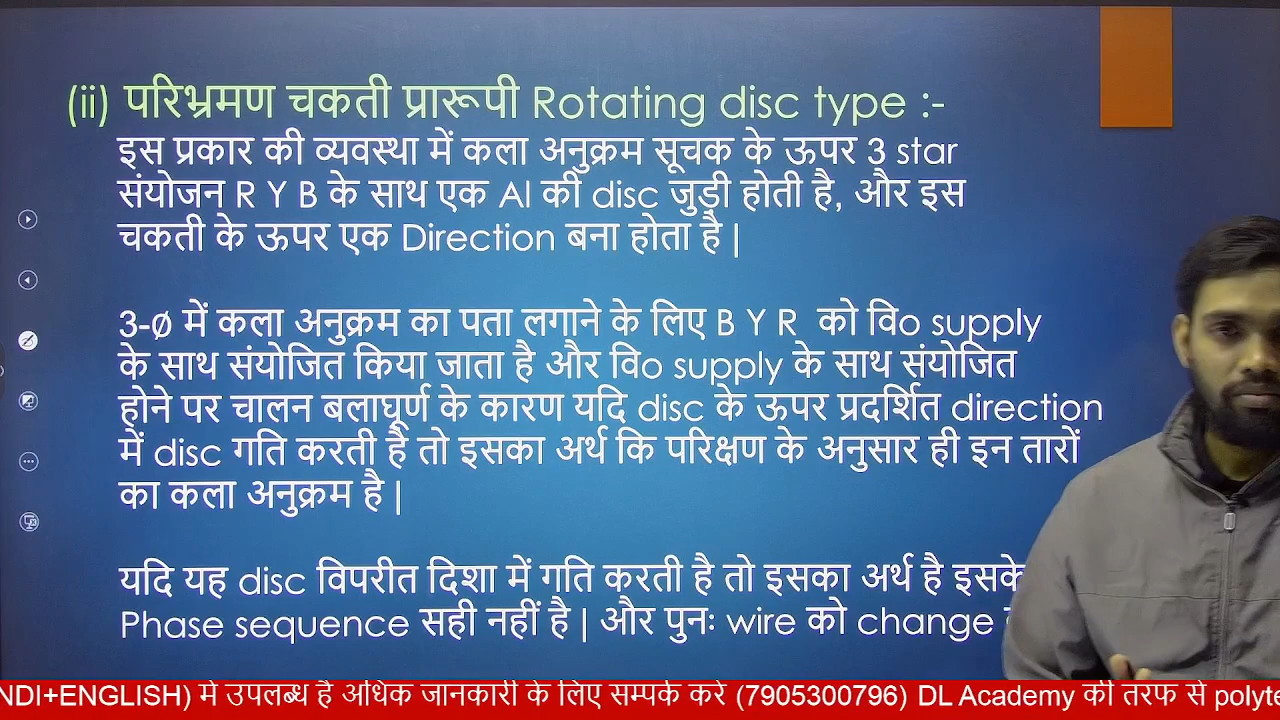 (ii) परिभ्रमण चकती प्रारूपी Rotating disc type :-
इस प्रकार की व्यवस्था में कला अनुक्रम सूचक के ऊपर 3 star
संयोजन R Y B के साथ एक Al की disc जुड़ी होती है, और इस
चकती के ऊपर एक Direction बना होता है |
3-ø में कला अनुक्रम का पता लगाने के लिए B Y R को वि० supply
के साथ संयोजित किया जाता है और वि० supply के साथ संयोजित
होने पर चालन बलाघूर्ण के कारण यदि disc के ऊपर प्रदर्शित direction
में disc गति करती है तो इसका अर्थ कि परिक्षण के अनुसार ही इन तारों
का कला अनुक्रम है |
यदि यह disc विपरीत दिशा में गति करती है तो इसका अर्थ है इसके
Phase sequence सही नहीं है | और पुनः wire को change
NDI+ENGLISH) में उपलब्ध है अधिक जानकारी के लिए सम्पर्क करें (7905300796) DL Academy की तरफ से polyte